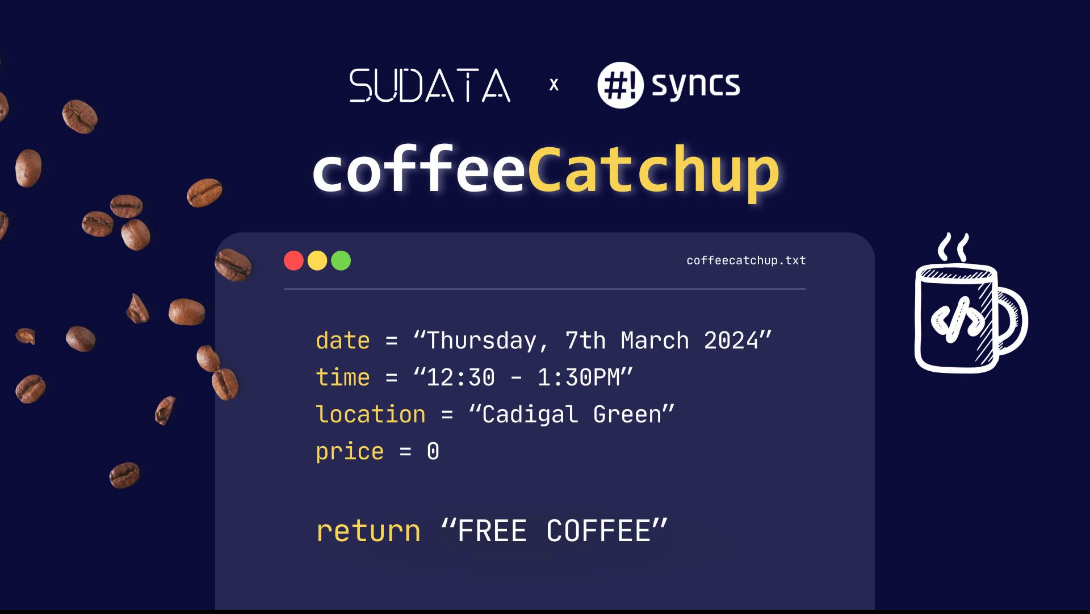 SUDATA x #! syncs
coffeeCatchup
coffeecatchup.txt
date = “Thursday, 7th March 2024”
time = “12:30 – 1:30PM”
location = “Cadigal Green”
price = 0
return “FREE COFFEE”
</>